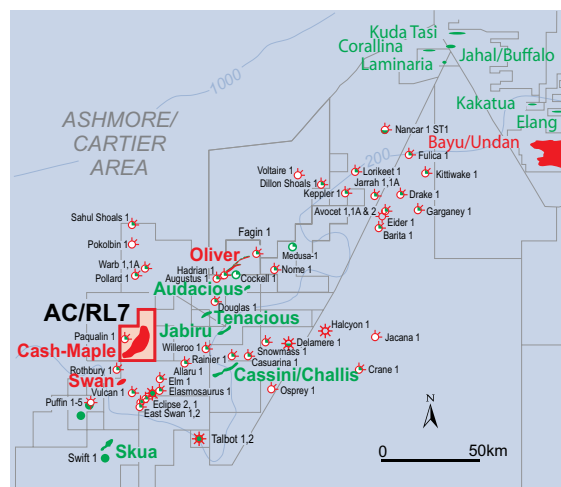 Kuda Tasi
Corallina
Jahal/Buffalo
Laminaria
1000
Kakatua
Elang
ASHMORE/
CARTIER
AREA
Nancar 1 ST1
Bayu/Undan
200
Fulica 1
Voltaire 1
Lorikeet 1
Kittiwake 1
Dillon Shoals 1
Jarrah 1,1A
Keppler 1
Drake 1
Avocet 1,1A & 2
Garganey 1
Sahul Shoals 1
Eider 1
Fagin 1
Barita 1
Pokolbin 1
Oliver
Medusa-1
Warb 1,1A
Hadrian 1
Nome 1
Pollard 1
Augustus 1
Cockell 1
Audacious
Douglas 1
AC/RL7
Tenacious
Jabiru
Halcyon 1
Paqualin 1
Jacana 1
Delamere 1
Willeroo 1
Cash-Maple
Snowmass 1
Rainier 1
Casuarina 1
Rothbury 1
Allaru 1
Crane 1
Cassini/Challis
Swan
Elm 1
Osprey 1
Vulcan 1
Elasmosaurus 1
Puffin 1-5
Eclipse 2, 1
East Swan 1,2
N
Talbot 1,2
0
50km
Skua
Swift 1